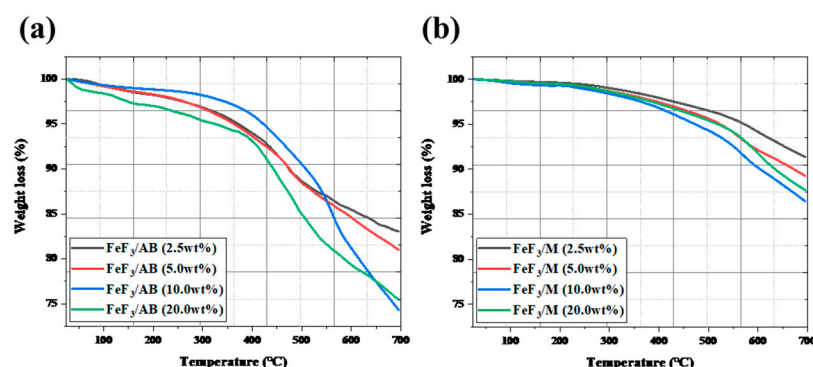 (a)
(b)
100
95
90
85
80
75
Weight loss (%)
FeF3/AB (2.5wt%)
FeF3/AB (5.0wt%)
FeF3/AB (10.0wt%)
FeF3/AB (20.0wt%)
100 200 300 400 500 600 700
Temperature (°C)
100
95
90
85
80
75
Weight loss (%)
FeF3/M (2.5wt%)
FeF3/M (5.0wt%)
FeF3/M (10.0wt%)
FeF3/M (20.0wt%)
100 200 300 400 500 600 700
Temperature (°C)